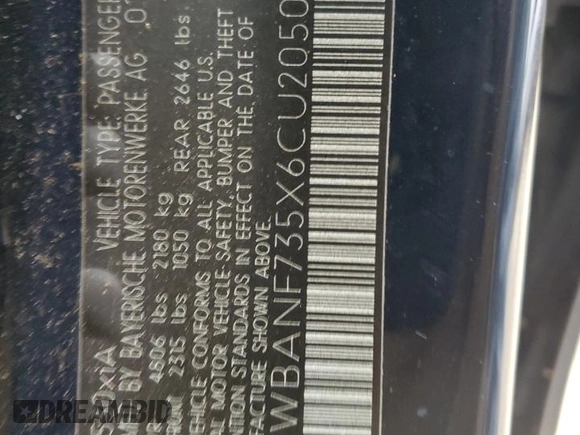 VEHICLE TYPE: PASSENGER
BY BAYERISCHE MOTORENWERKE AG
4806 lbs 2180 kg
2315 lbs 1050 kg REAR 2646 lbs
VEHICLE CONFORMS TO ALL APPLICABLE U.S.
MOTOR VEHICLE SAFETY, BUMPER AND THEFT
STANDARDS IN EFFECT ON THE DATE OF
ABOVE.
WBANF735X6CU2050
DREAMBID